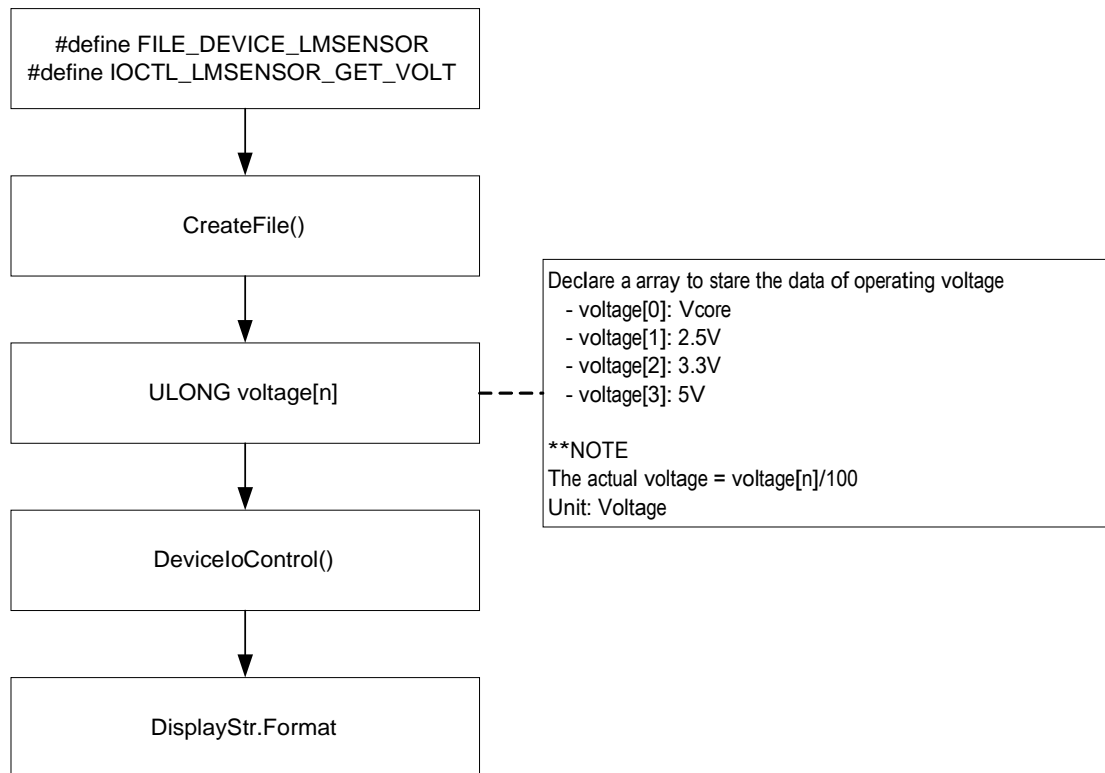 #define FILE_DEVICE_LMSENSOR
#define IOCTL_LMSENSOR_GET_VOLT
CreateFile()
ULONG voltage[n]
Declare a array to stare the data of operating voltage
- voltage[0]: Vcore
- voltage[1]: 2.5V
- voltage[2]: 3.3V
- voltage[3]: 5V
**NOTE
The actual voltage = voltage[n]/100
Unit: Voltage
DeviceIoControl()
DisplayStr.Format